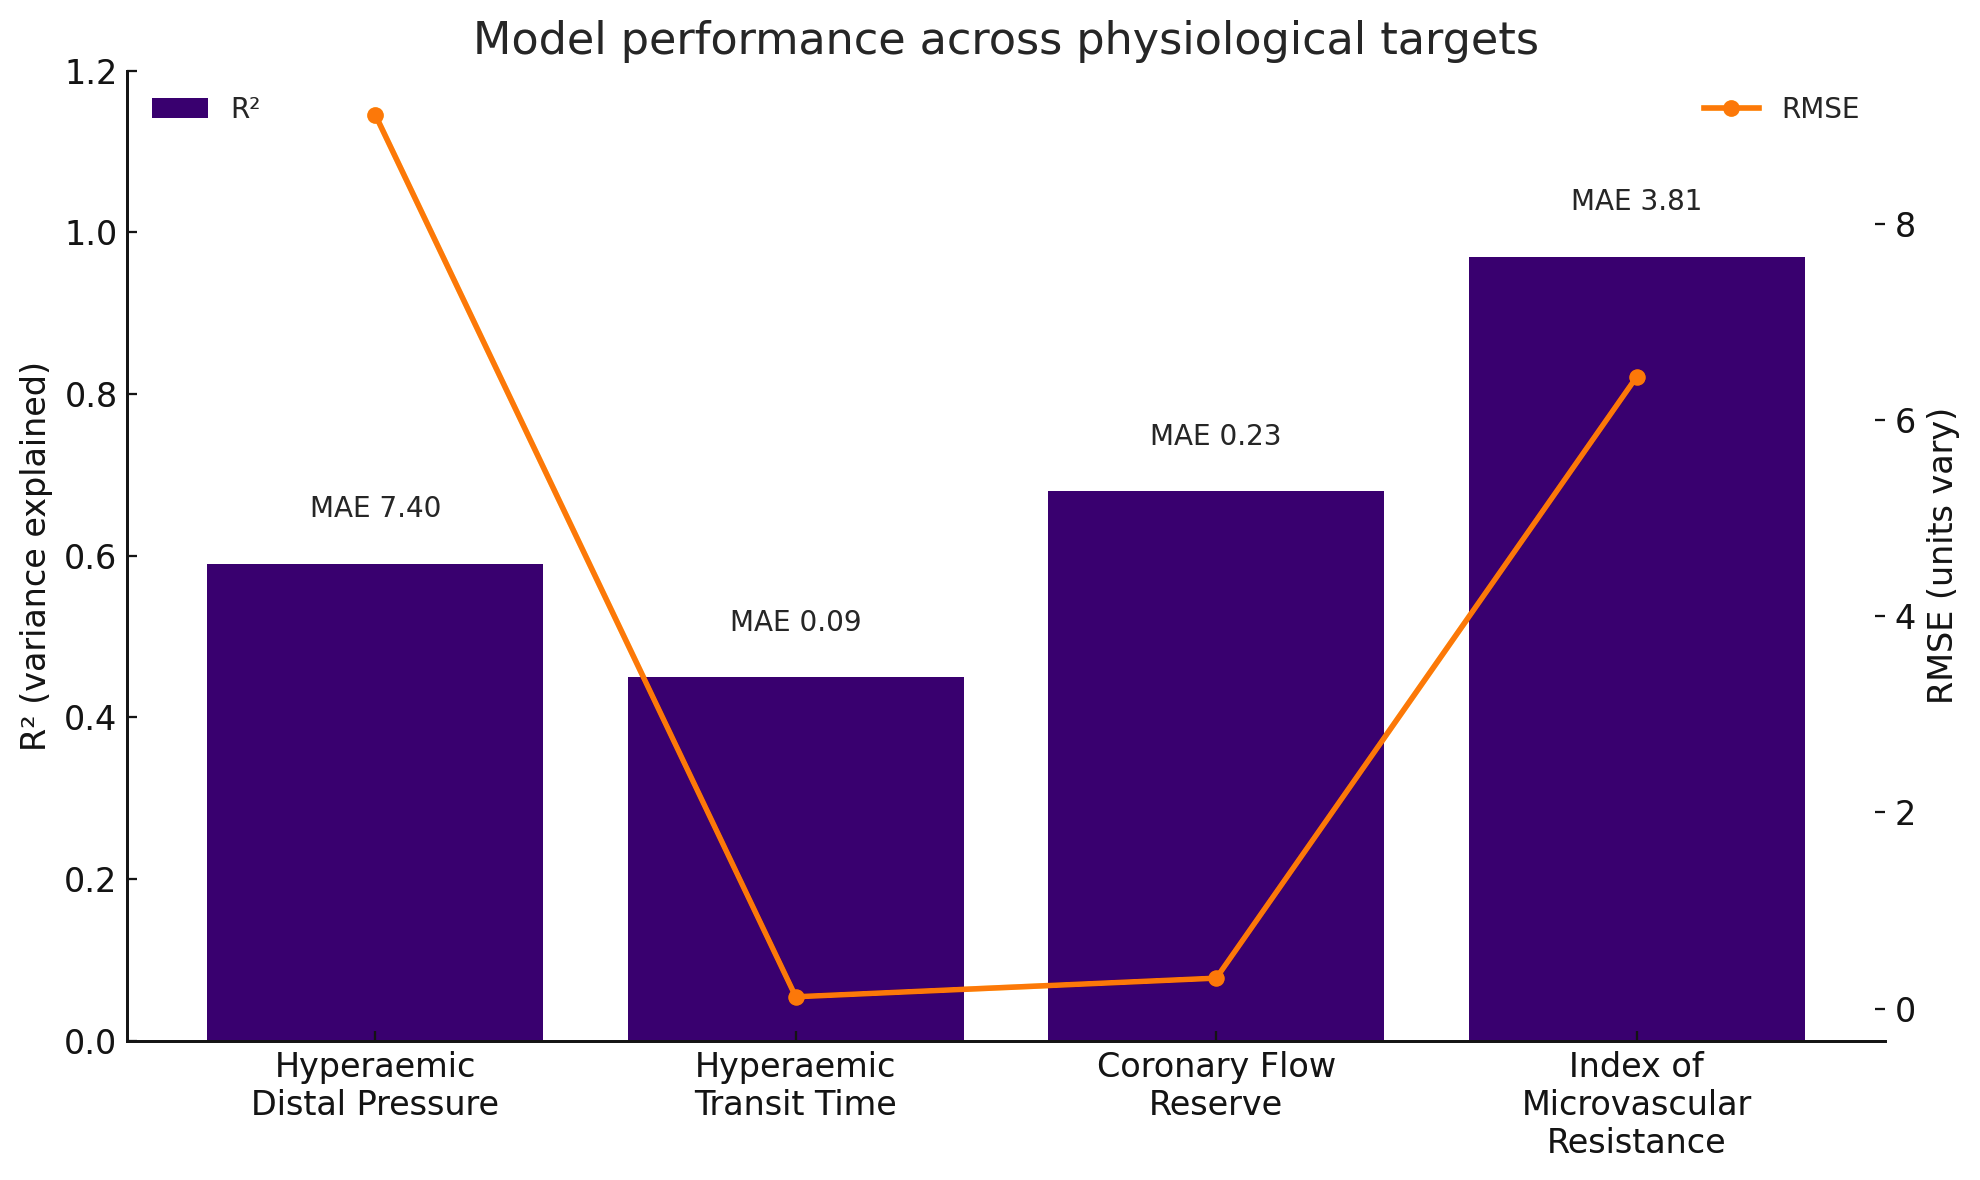 Model performance across physiological targets
R²
RMSE
1.2
1.0
0.8
0.6
0.4
0.2
0.0
R² (variance explained)
MAE 7.40
MAE 0.09
MAE 0.23
MAE 3.81
8
6
4
2
0
RMSE (units vary)
Hyperaemic
Distal Pressure
Hyperaemic
Transit Time
Coronary Flow
Reserve
Index of
Microvascular
Resistance